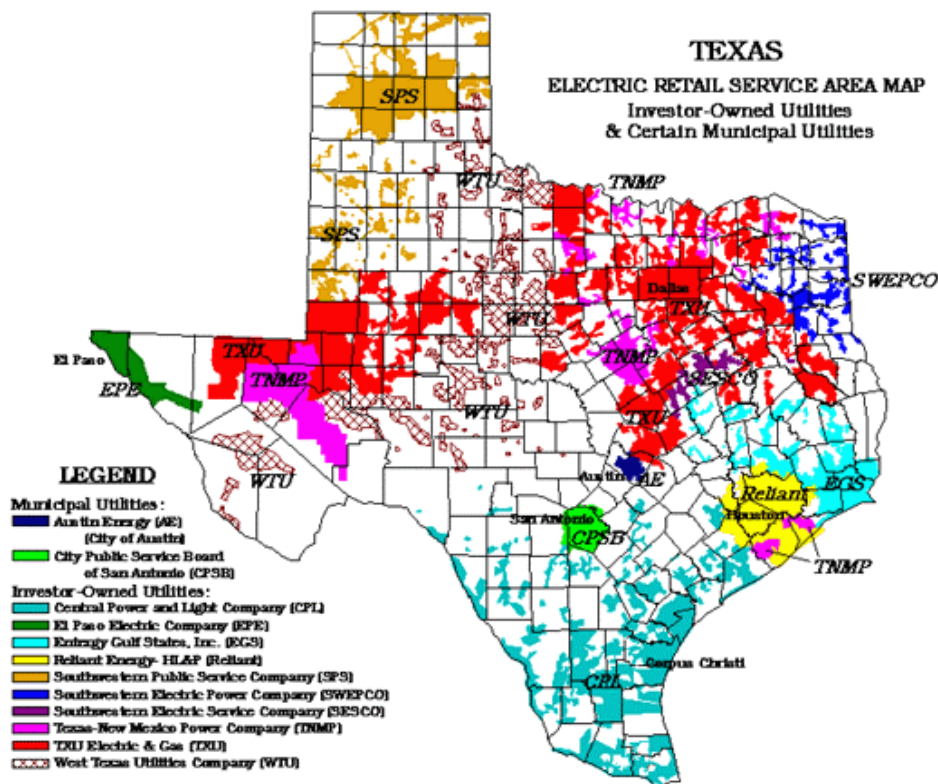 TEXAS
ELECTRIC RETAIL SERVICE AREA MAP
Investor-Owned Utilities
& Certain Municipal Utilities
SPS
WTU
TNMP
SPS
SWEPCO
Dallas
TXU
WTU
El Paso
TXU
TNMP
TNMP
SESCO
EPE
WTU
TXU
Austin
AE
WTU
Reliant
EGS
Houston
San Antonio
CPSB
TNMP
Corpus Christi
CPL
LEGEND
Municipal Utilities:
Austin Energy (AE)
(City of Austin)
City Public Service Board
of San Antonio (CPSB)
Investor-Owned Utilities:
Central Power and Light Company (CPL)
El Paso Electric Company (EPE)
Entergy Gulf States, Inc. (EGS)
Reliant Energy- HL&P (Reliant)
Southwestern Public Service Company (SPS)
Southwestern Electric Power Company (SWEPCO)
Southwestern Electric Service Company (SESCO)
Texas-New Mexico Power Company (TNMP)
TXU Electric & Gas (TXU)
West Texas Utilities Company (WTU)